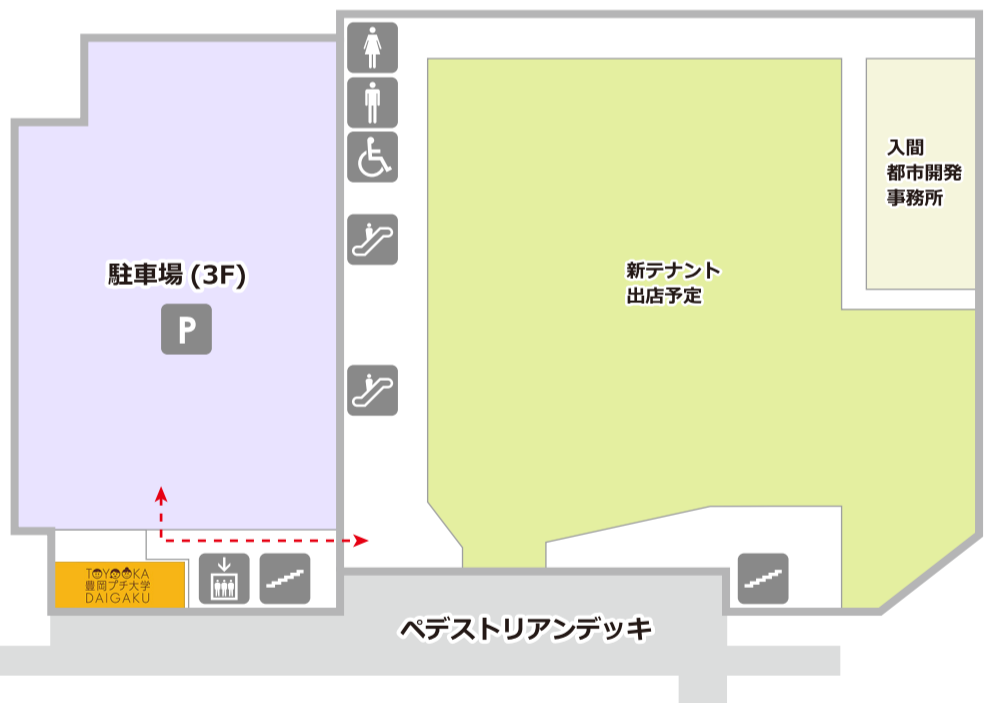 入間
都市開発
事務所
駐車場 (3F)
P
新テナント
出店予定
TOYOOKA
豊岡プチ大学
DAIGAKU
ペデストリアンデッキ